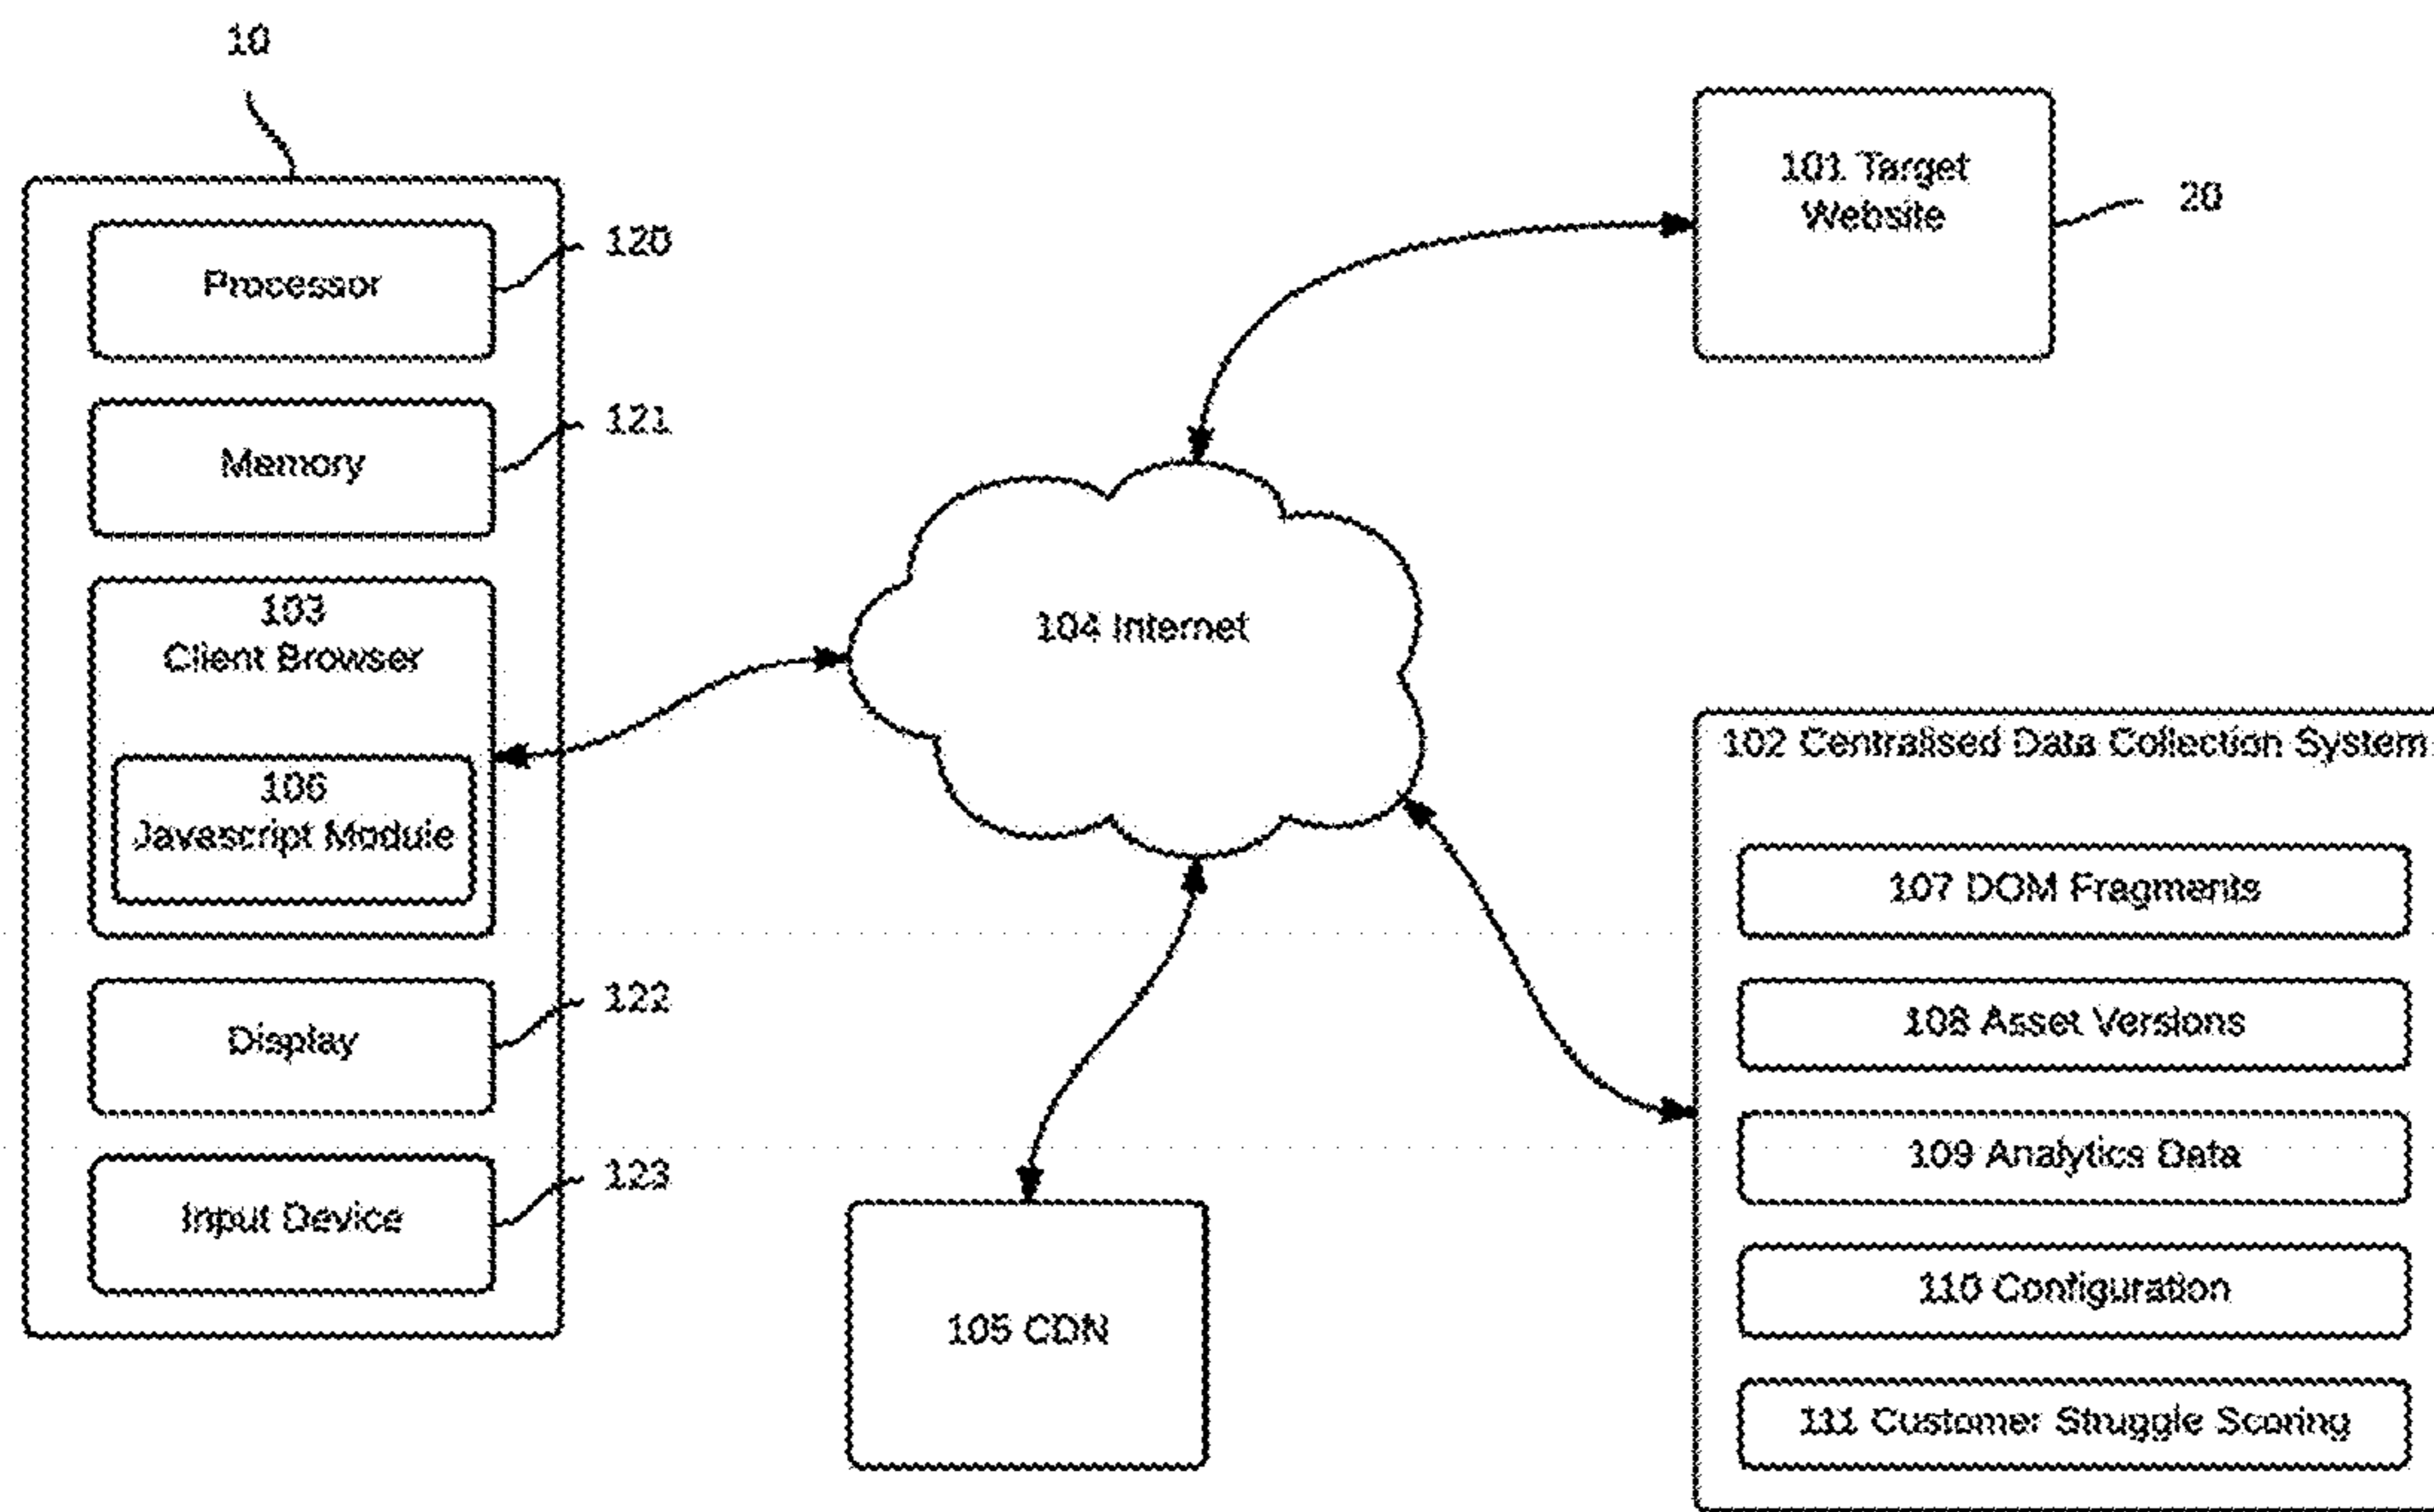 10
Processor
120
Memory
121
103
Client Browser
106
Javascript Module
Display
122
Input Device
123
104 Internet
105 CDN
101 Target
Website
20
102 Centralised Data Collection System
107 DOM Fragments
108 Asset Versions
109 Analytics Data
110 Configuration
111 Customer Struggle Scoring